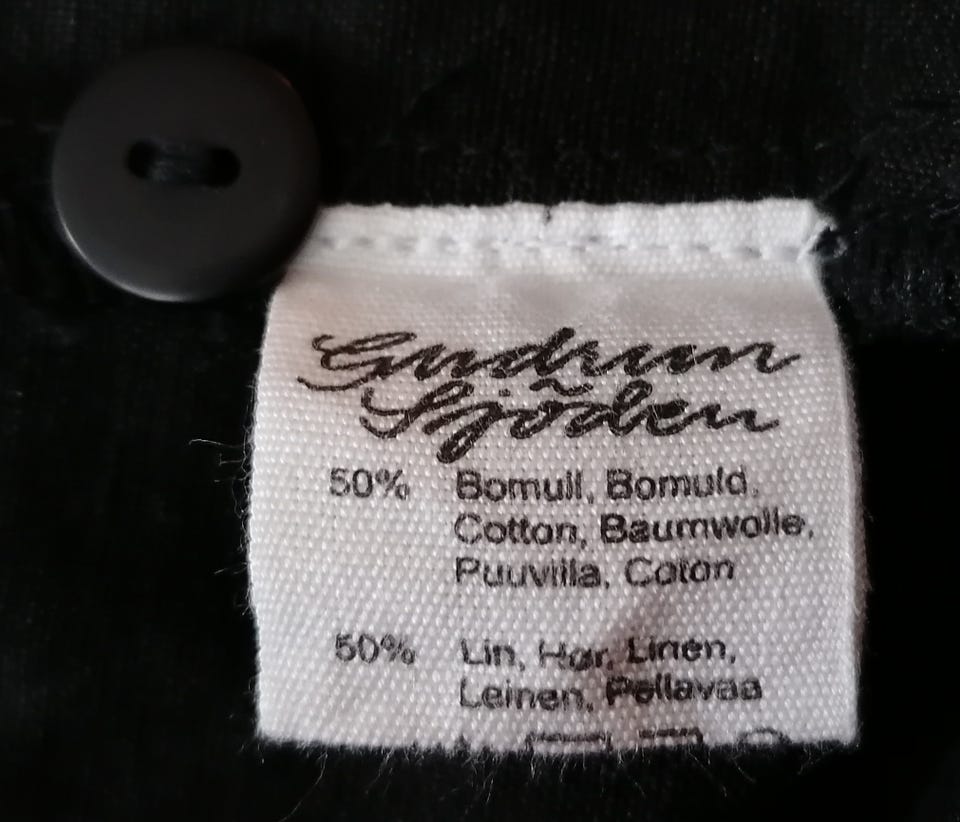 Gudrun
Sjödén
50% Bomull, Bomuld,
Cotton, Baumwolle,
Puuvilla, Coton
50% Lin, Hør, Linen,
Leinen, Pellavaa